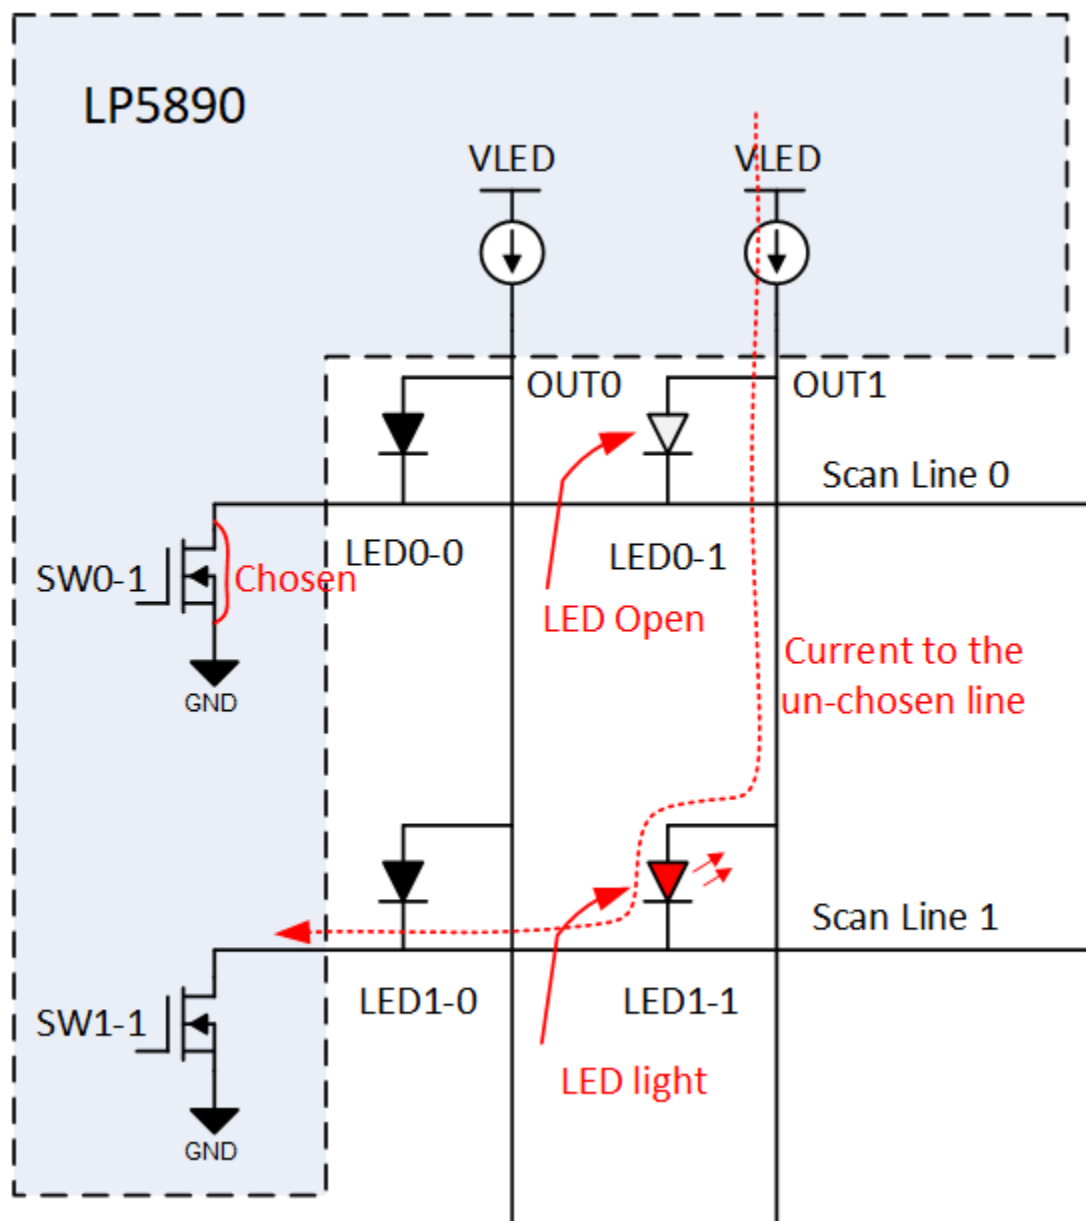 LP5890
VLED
VLED
OUT0
OUT1
Scan Line 0
LED0-0
LED0-1
SW0-1
Chosen
LED Open
GND
Current to the
un-chosen line
Scan Line 1
LED1-0
LED1-1
SW1-1
LED light
GND